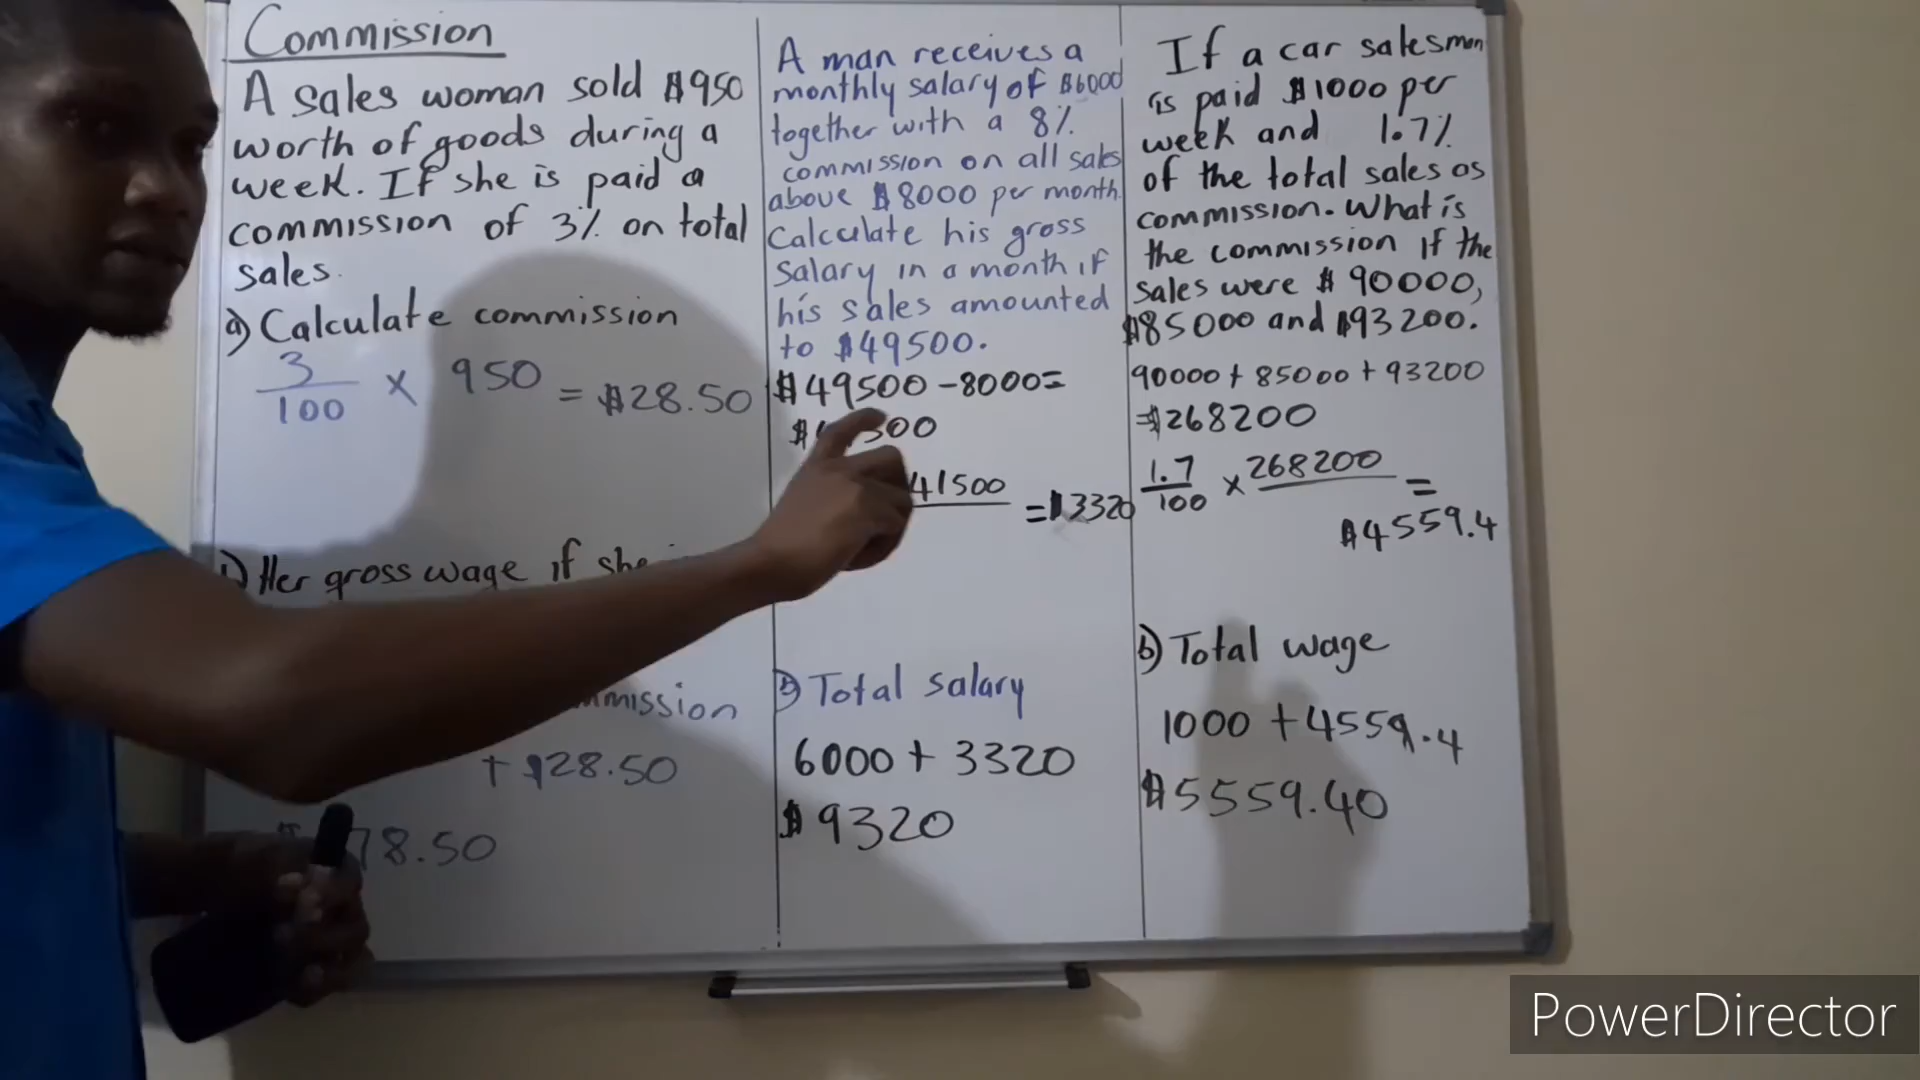 Commission
A sales woman sold $950
worth of goods during a
week. If she is paid a
commission of 3% on total
sales.
a) Calculate commission
3/100 × 950 = $28.50
b) Her gross wage if she
mmission
+ $28.50
78.50
A man receives a
monthly salary of $6000
together with a 8%
commission on all sales
above $8000 per month.
Calculate his gross
salary in a month if
his sales amounted
to $49500.
$49500 - 8000 =
41500 = $3320
b) Total salary
6000 + 3320
$9320
If a car salesman
is paid $1000 per
week and 1.7%
of the total sales as
commission. What is
the commission if the
sales were $90000,
$85000 and $93200.
90000 + 85000 + 93200
=$268200
1.7/100 × 268200 =
$4559.4
b) Total wage
1000 + 4559.4
$5559.40
PowerDirector